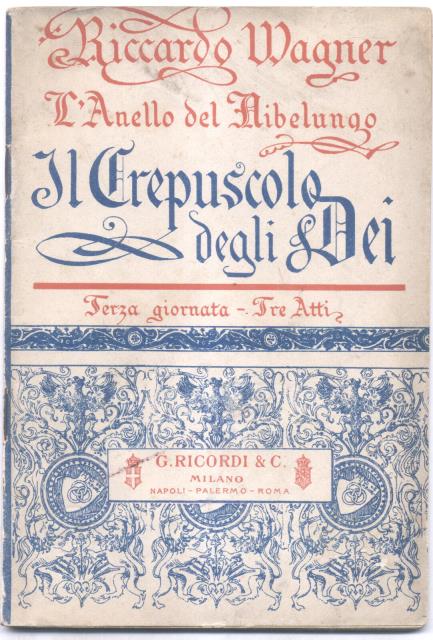 Riccardo Wagner
L'Anello del Nibelungo
Il Crepuscolo
degli Dei
Terza giornata - Tre Atti
G. RICORDI & C.
MILANO
NAPOLI - PALERMO - ROMA